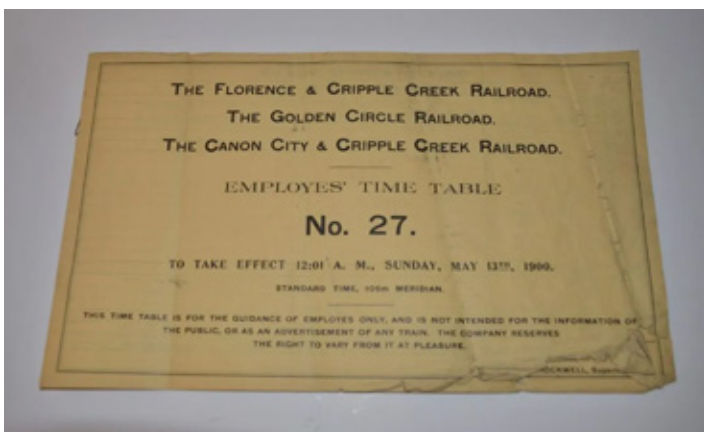 THE FLORENCE & CRIPPLE CREEK RAILROAD.
THE GOLDEN CIRCLE RAILROAD.
THE CANON CITY & CRIPPLE CREEK RAILROAD.
EMPLOYES' TIME TABLE
No. 27.
TO TAKE EFFECT 12:01 A. M., SUNDAY, MAY 13TH, 1900.
STANDARD TIME, 105th MERIDIAN.
THIS TIME TABLE IS FOR THE GUIDANCE OF EMPLOYES ONLY, AND IS NOT INTENDED FOR THE INFORMATION OF
THE PUBLIC, OR AS AN ADVERTISEMENT OF ANY TRAIN. THE COMPANY RESERVES
THE RIGHT TO VARY FROM IT AT PLEASURE.